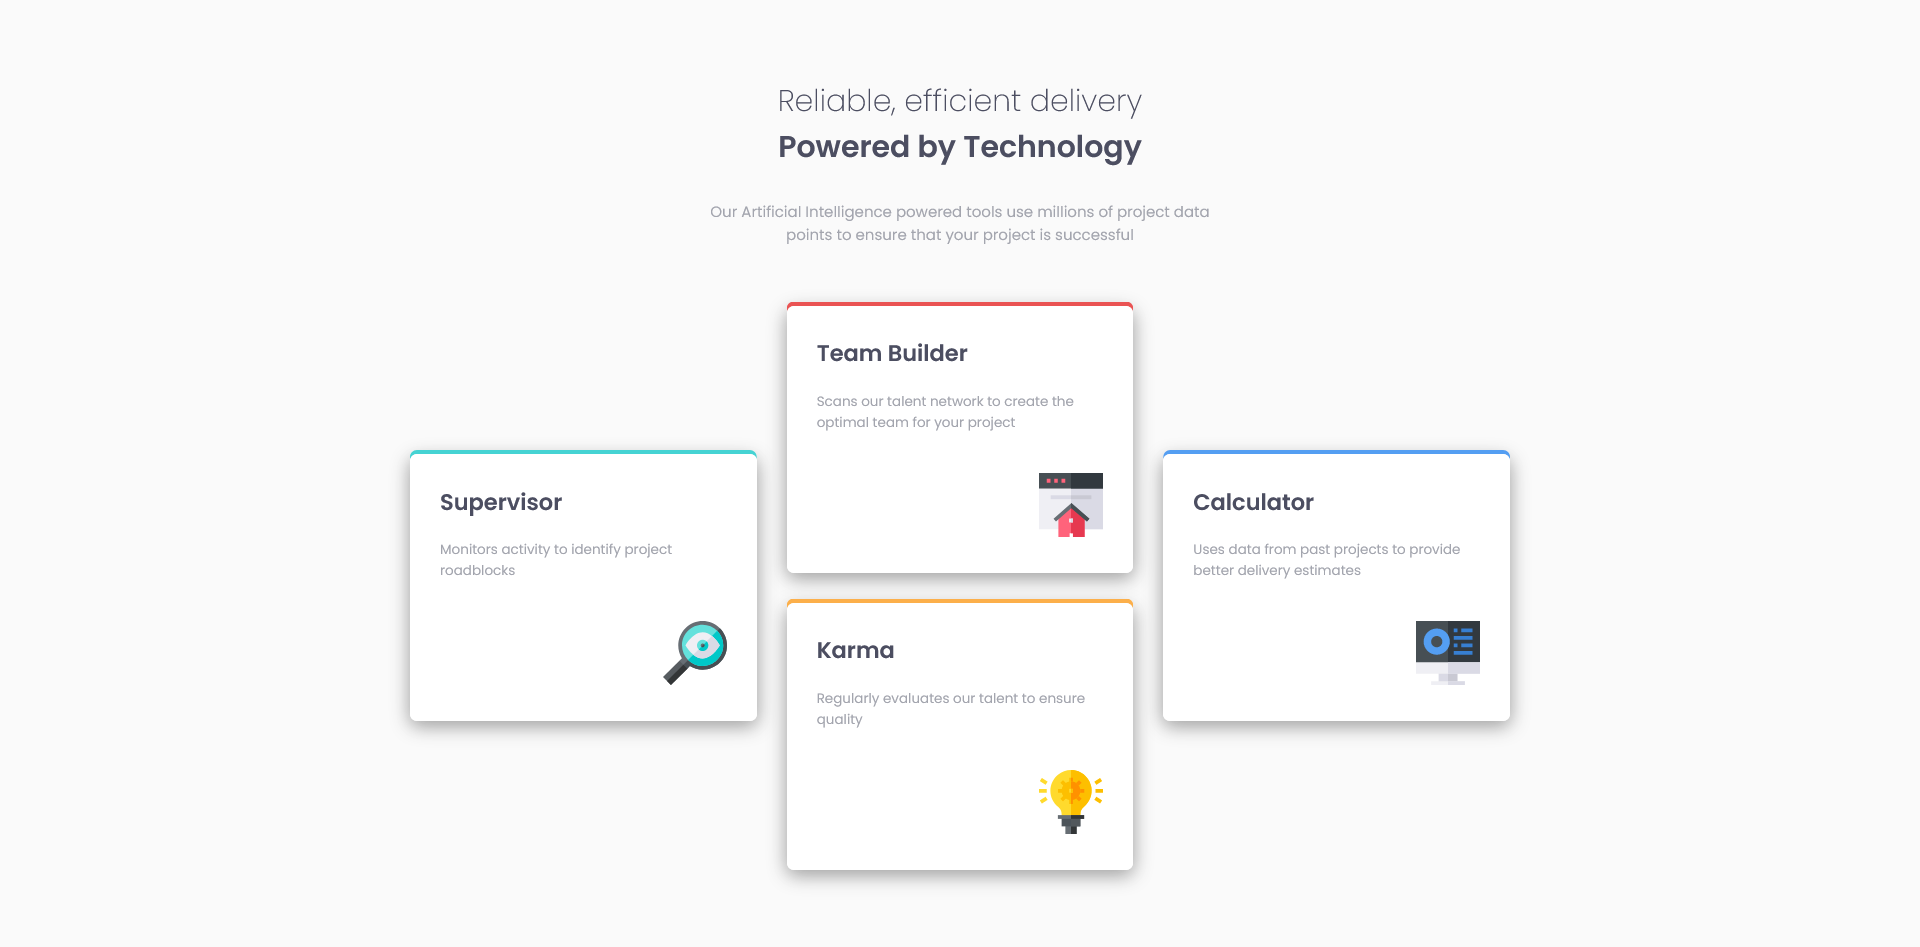 Reliable, efficient delivery
Powered by Technology
Our Artificial Intelligence powered tools use millions of project data
points to ensure that your project is successful
Team Builder
Scans our talent network to create the
optimal team for your project
Supervisor
Monitors activity to identify project
roadblocks
Calculator
Uses data from past projects to provide
better delivery estimates
Karma
Regularly evaluates our talent to ensure
quality